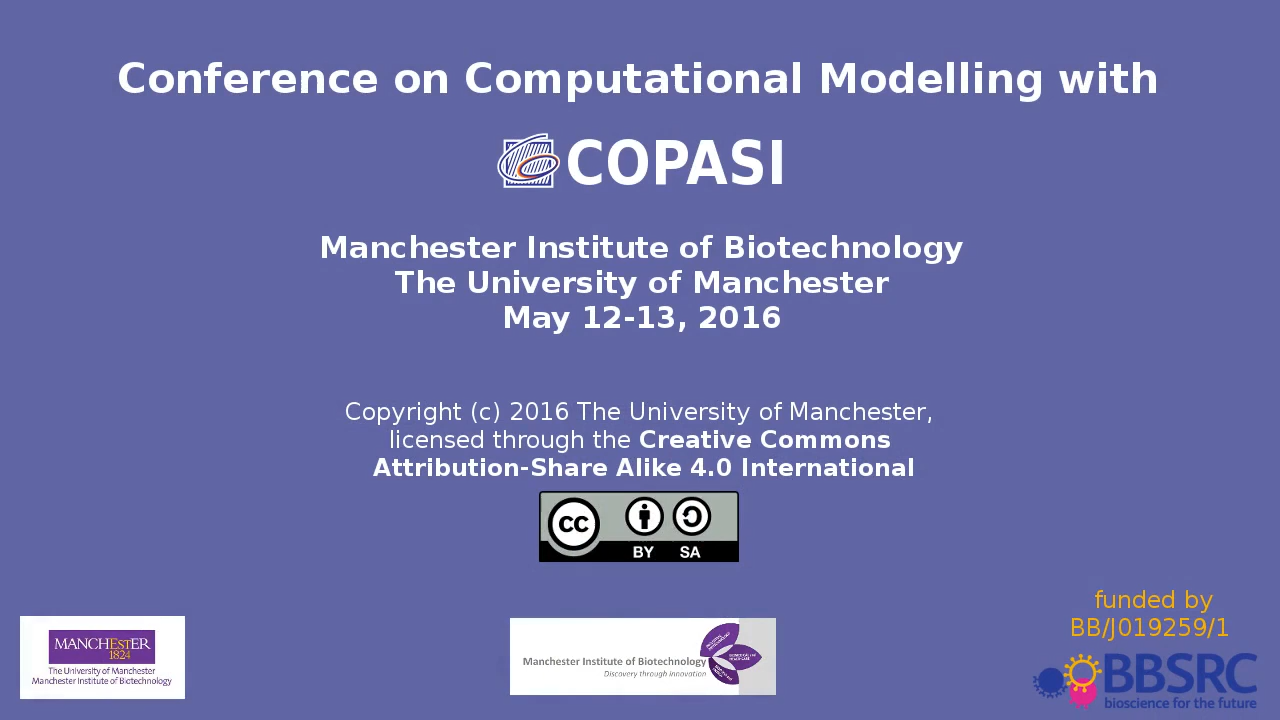 Conference on Computational Modelling with
COPASI
Manchester Institute of Biotechnology
The University of Manchester
May 12-13, 2016
Copyright (c) 2016 The University of Manchester,
licensed through the Creative Commons
Attribution-Share Alike 4.0 International
cc
BY SA
funded by
BB/J019259/1
MANCHESTER
1824
The University of Manchester
Manchester Institute of Biotechnology
Manchester Institute of Biotechnology
Discovery through innovation
BBSRC
bioscience for the future